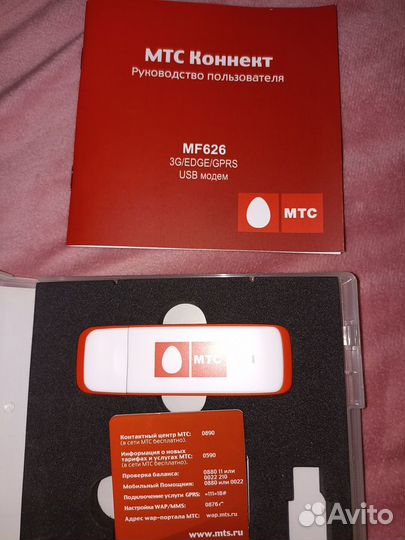 МТС Коннект
Руководство пользователя
MF626
3G/EDGE/GPRS
USB модем
МТС
МТС
Контактный центр МТС: 0890
(в сети МТС бесплатно).
Информация о новых
тарифах и услугах МТС: 0590
(в сети МТС бесплатно).
Проверка баланса: 0880 11 или
0022 210
Мобильный Помощник: 0880 или 0022
Подключение услуги GPRS: *111*18#
Настройка WAP/MMS: 0876
Адрес wap-портала МТС: wap.mts.ru
www.mts.ru
Avito